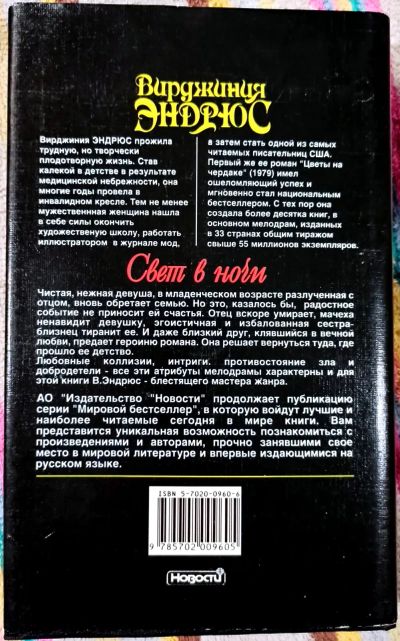 Вирджиния
ЭНДРЮС
Вирджиния ЭНДРЮС прожила
трудную, но творчески
плодотворную жизнь. Став
калекой в детстве в результате
медицинской небрежности, она
многие годы провела в
инвалидном кресле. Тем не менее
мужественнная женщина нашла
в себе силы окончить
художественную школу, работать
иллюстратором в журнале мод,
а затем стать одной из самых
читаемых писательниц США.
Первый же ее роман "Цветы на
чердаке" (1979) имел
ошеломляющий успех и
мгновенно стал национальным
бестселлером. С тех пор она
создала более десятка книг, в
основном мелодрам, изданных
в 33 странах общим тиражом
свыше 55 миллионов экземпляров.
Свет в ночи
Чистая, нежная девуша, в младенческом возрасте разлученная с
отцом, вновь обретает семью. Но это, казалось бы, радостное
событие не приносит ей счастья. Отец вскоре умирает, мачеха
ненавидит девушку, эгоистичная и избалованная сестра-
близнец тиранит ее. И даже близкий друг, клявшийся в вечной
любви, предает героиню романа. Она решает вернуться туда, где
прошло ее детство.
Любовные коллизии, интриги. противостояние зла и
добродетели - все эти атрибуты мелодрамы характерны и для
этой книги В.Эндрюс - блестящего мастера жанра.
АО "Издательство "Новости" продолжает публикацию
серии "Мировой бестселлер", в которую войдут лучшие и
наиболее читаемые сегодня в мире книги. Вам
представится уникальная возможность познакомиться с
произведениями и авторами, прочно занявшими свое
место в мировой литературе и впервые издающимися на
русском языке.
ISBN 5-7020-0960-6
9 785702 009605
Новости